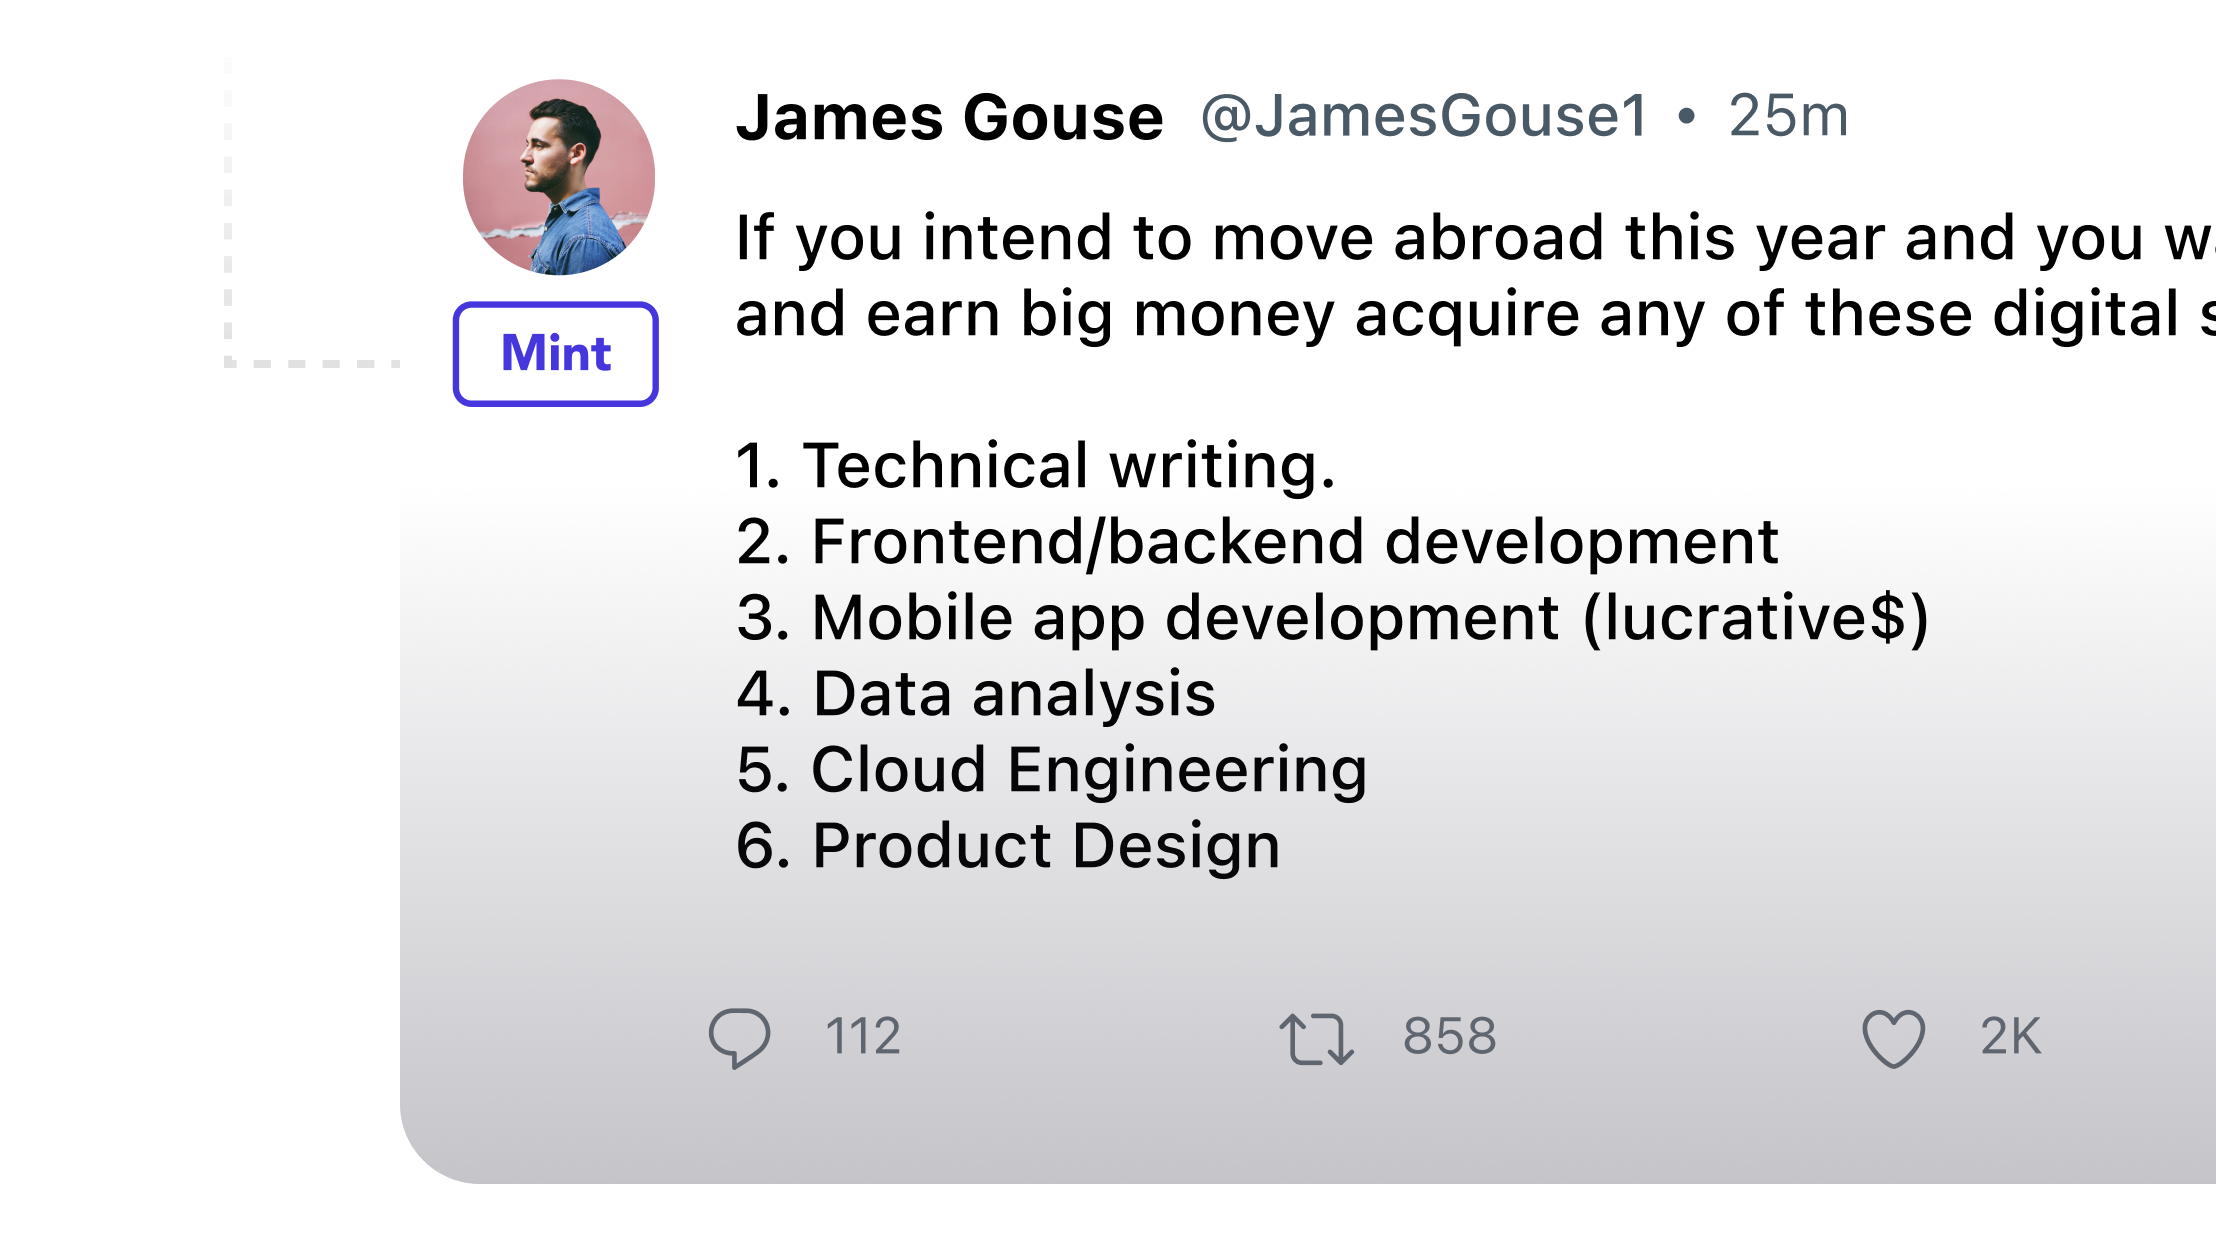 James Gouse @JamesGouse1 • 25m
If you intend to move abroad this year and you
and earn big money acquire any of these digital
Mint
1. Technical writing.
2. Frontend/backend development
3. Mobile app development (lucrative$)
4. Data analysis
5. Cloud Engineering
6. Product Design
112 858 2K